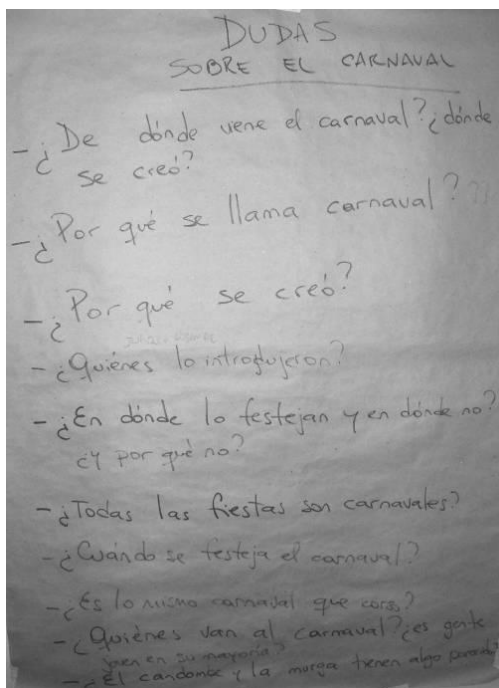 DUDAS
SOBRE EL CARNAVAL
- ¿De dónde viene el carnaval? ¿dónde
se creó?
- ¿Por qué se llama carnaval?
- ¿Por qué se creó?
- ¿Quiénes lo introdujeron?
- ¿En dónde lo festejan y en dónde no?
¿y por qué no?
- ¿Todas las fiestas son carnavales?
- ¿Cuándo se festeja el carnaval?
- ¿Es lo mismo carnaval que corso?
- ¿Quiénes van al carnaval? ¿es gente
joven en su mayoría?
- ¿El candombe y la murga tienen algo